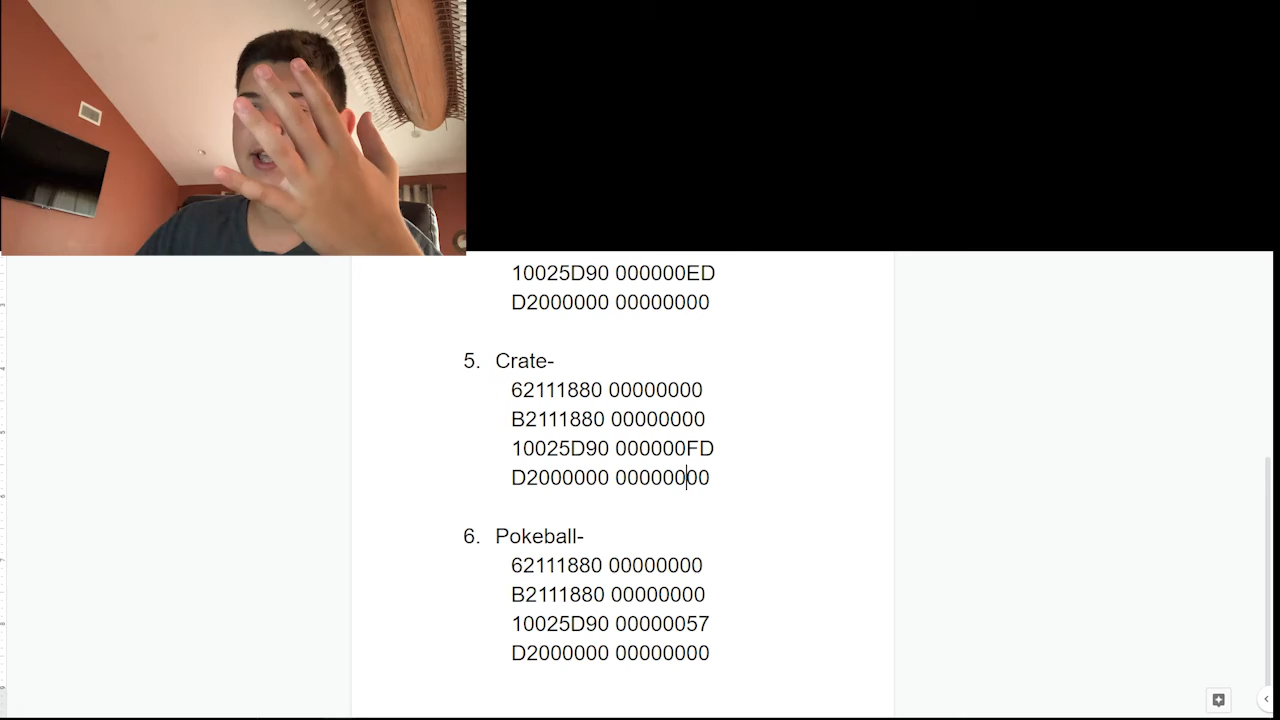 10025D90 000000ED
D2000000 00000000
5. Crate-
62111880 00000000
B2111880 00000000
10025D90 000000FD
D2000000 00000000
6. Pokeball-
62111880 00000000
B2111880 00000000
10025D90 00000057
D2000000 00000000